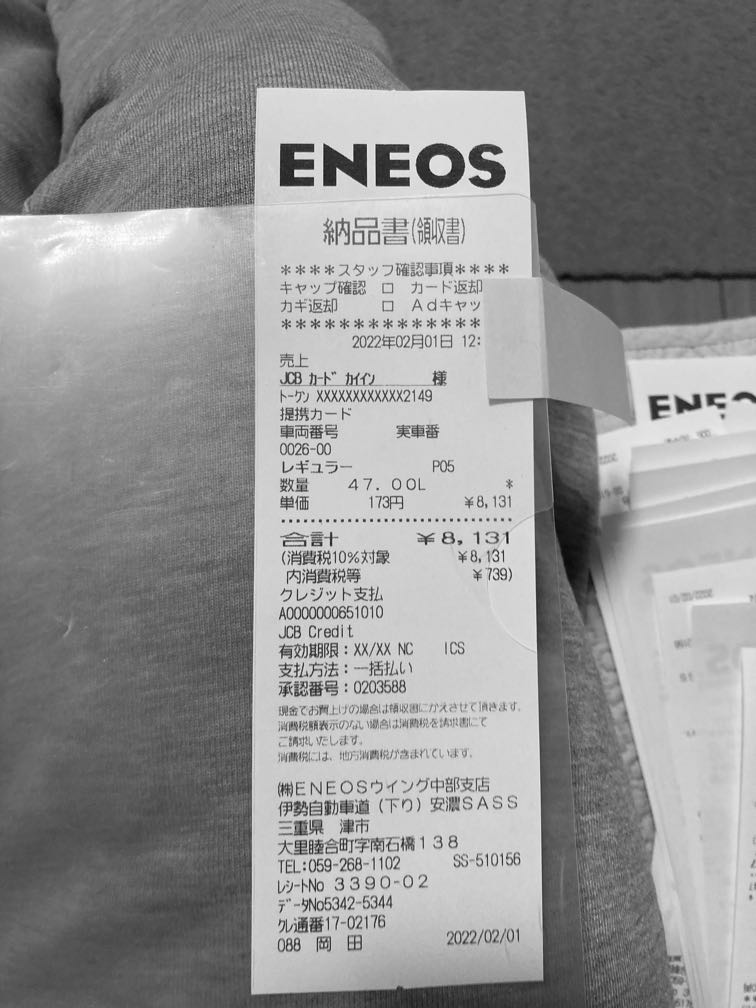 ENEOS
納品書(領収書)
****スタッフ確認事項****
キャップ確認 □ カード返却
カギ返却 □ Adキャッ
**************
2022年02月01日 12:
売上
JCB カード カイイン 様
トークン XXXXXXXXXXXX2149
提携カード
車両番号 実車番
0026-00
レギュラー P05
数量 47.00L *
単価 173円 ¥8,131
合計 ¥8,131
(消費税10%対象 ¥8,131
内消費税等 ¥739)
クレジット支払
A0000000651010
JCB Credit
有効期限:XX/XX NC ICS
支払方法:一括払い
承認番号:0203588
現金でお買上げの場合は領収書にかえさせて頂きます。
消費税額表示のない場合は消費税を請求書にて
ご請求いたします。
消費税には、地方消費税が含まれています。
㈱ENEOSウイング中部支店
伊勢自動車道(下り)安濃SASS
三重県 津市
大里睦合町字南石橋138
TEL:059-268-1102 SS-510156
レシートNo 3390-02
データNo5342-5344
クレ通番17-02176
088 岡 田 2022/02/01
ENEOS